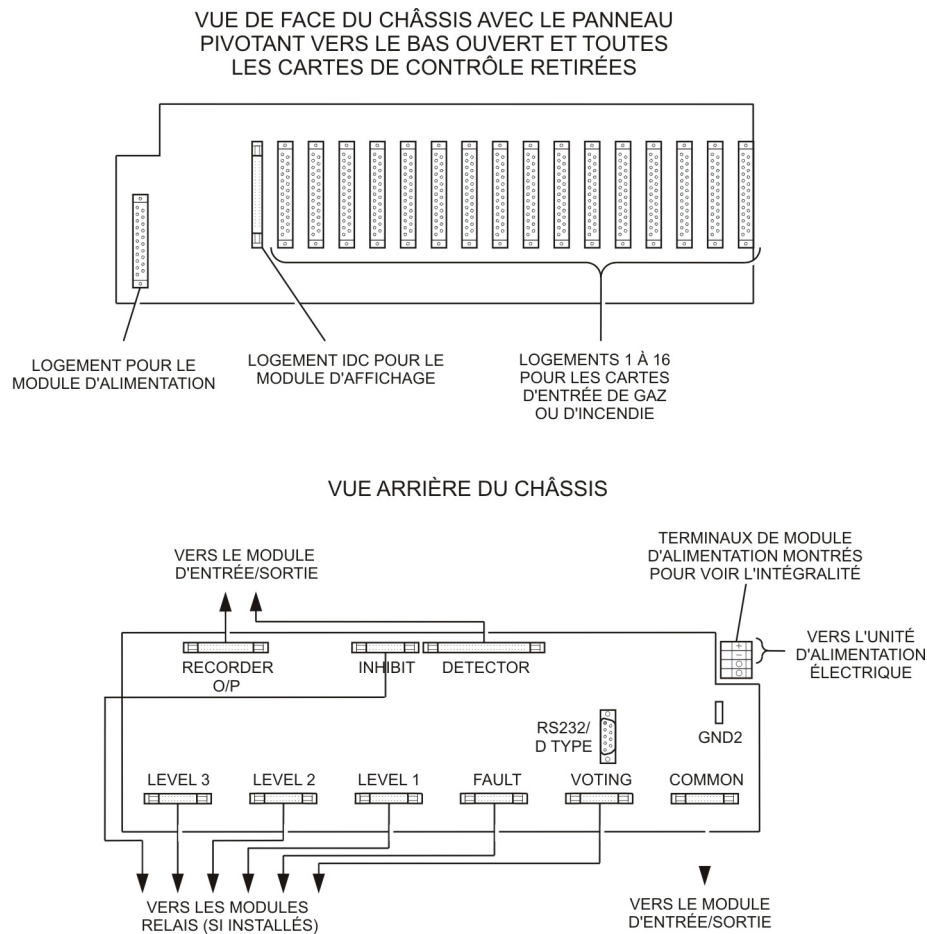 VUE DE FACE DU CHÂSSIS AVEC LE PANNEAU
PIVOTANT VERS LE BAS OUVERT ET TOUTES
LES CARTES DE CONTRÔLE RETIRÉES
LOGEMENT POUR LE
MODULE D'ALIMENTATION
LOGEMENT IDC POUR LE
MODULE D'AFFICHAGE
LOGEMENTS 1 À 16
POUR LES CARTES
D'ENTRÉE DE GAZ
OU D'INCENDIE
VUE ARRIÈRE DU CHÂSSIS
VERS LE MODULE
D'ENTRÉE/SORTIE
TERMINAUX DE MODULE
D'ALIMENTATION MONTRÉS
POUR VOIR L'INTÉGRALITÉ
VERS L'UNITÉ
D'ALIMENTATION
ÉLECTRIQUE
+
−
RECORDER
O/P
INHIBIT
DETECTOR
RS232/
D TYPE
GND2
LEVEL 3
LEVEL 2
LEVEL 1
FAULT
VOTING
COMMON
VERS LES MODULES
RELAIS (SI INSTALLÉS)
VERS LE MODULE
D'ENTRÉE/SORTIE